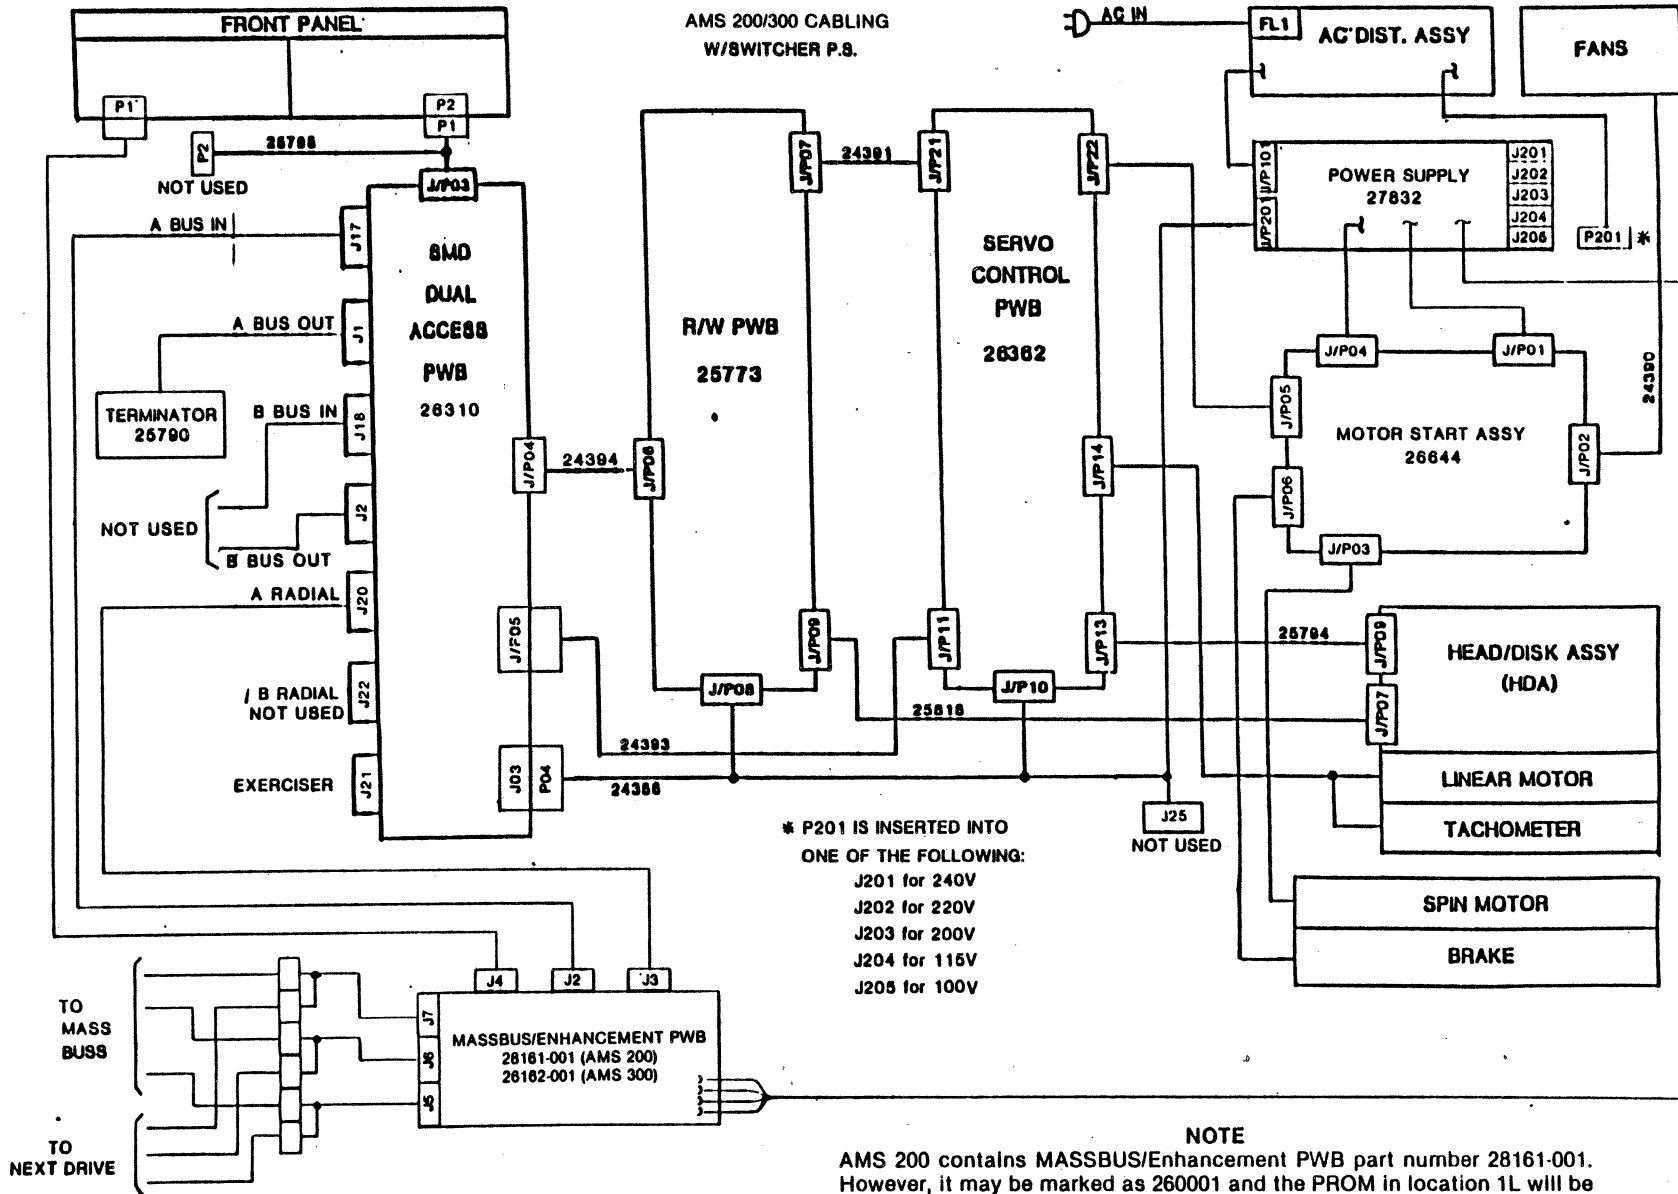 AMS 200/300 CABLING
W/SWITCHER P.S.
FRONT PANEL
P1
P2
P1
P2
25795
NOT USED
J/P03
AC IN
FL1
AC DIST. ASSY
FANS
A BUS IN
J17
A BUS OUT
J1
TERMINATOR
25790
B BUS IN
J18
NOT USED
J2
B BUS OUT
A RADIAL
J20
/ B RADIAL
NOT USED
J22
EXERCISER
J21
SMD
DUAL
ACCESS
PWB
26310
J/P04
J/P05
J03
P04
24394
J/P06
J/P07
R/W PWB
25773
J/P09
J/P08
24391
J/P21
J/P22
SERVO
CONTROL
PWB
26362
J/P14
J/P11
J/P13
J/P10
24393
24386
25818
25794
J25
NOT USED
J/P101
J/P201
POWER SUPPLY
27832
J201
J202
J203
J204
J205
P201 *
J/P04
J/P01
J/P05
J/P02
J/P06
J/P03
MOTOR START ASSY
26644
24390
J/P09
J/P07
HEAD/DISK ASSY
(HDA)
LINEAR MOTOR
TACHOMETER
SPIN MOTOR
BRAKE
* P201 IS INSERTED INTO
ONE OF THE FOLLOWING:
J201 for 240V
J202 for 220V
J203 for 200V
J204 for 115V
J205 for 100V
TO
MASS
BUSS
TO
NEXT DRIVE
J4
J2
J3
J7
J6
J5
MASSBUS/ENHANCEMENT PWB
28161-001 (AMS 200)
26162-001 (AMS 300)
NOTE
AMS 200 contains MASSBUS/Enhancement PWB part number 28161-001.
However, it may be marked as 260001 and the PROM in location 1L will be